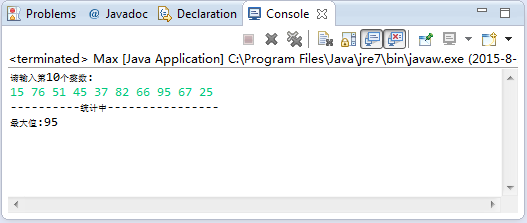 Problems @ Javadoc Declaration Console
<terminated> Max [Java Application] C:\Program Files\Java\jre7\bin\javaw.exe (2015-8-
请输入第10个整数:
15 76 51 45 37 82 66 95 67 25
----------统计中----------------
最大值:95